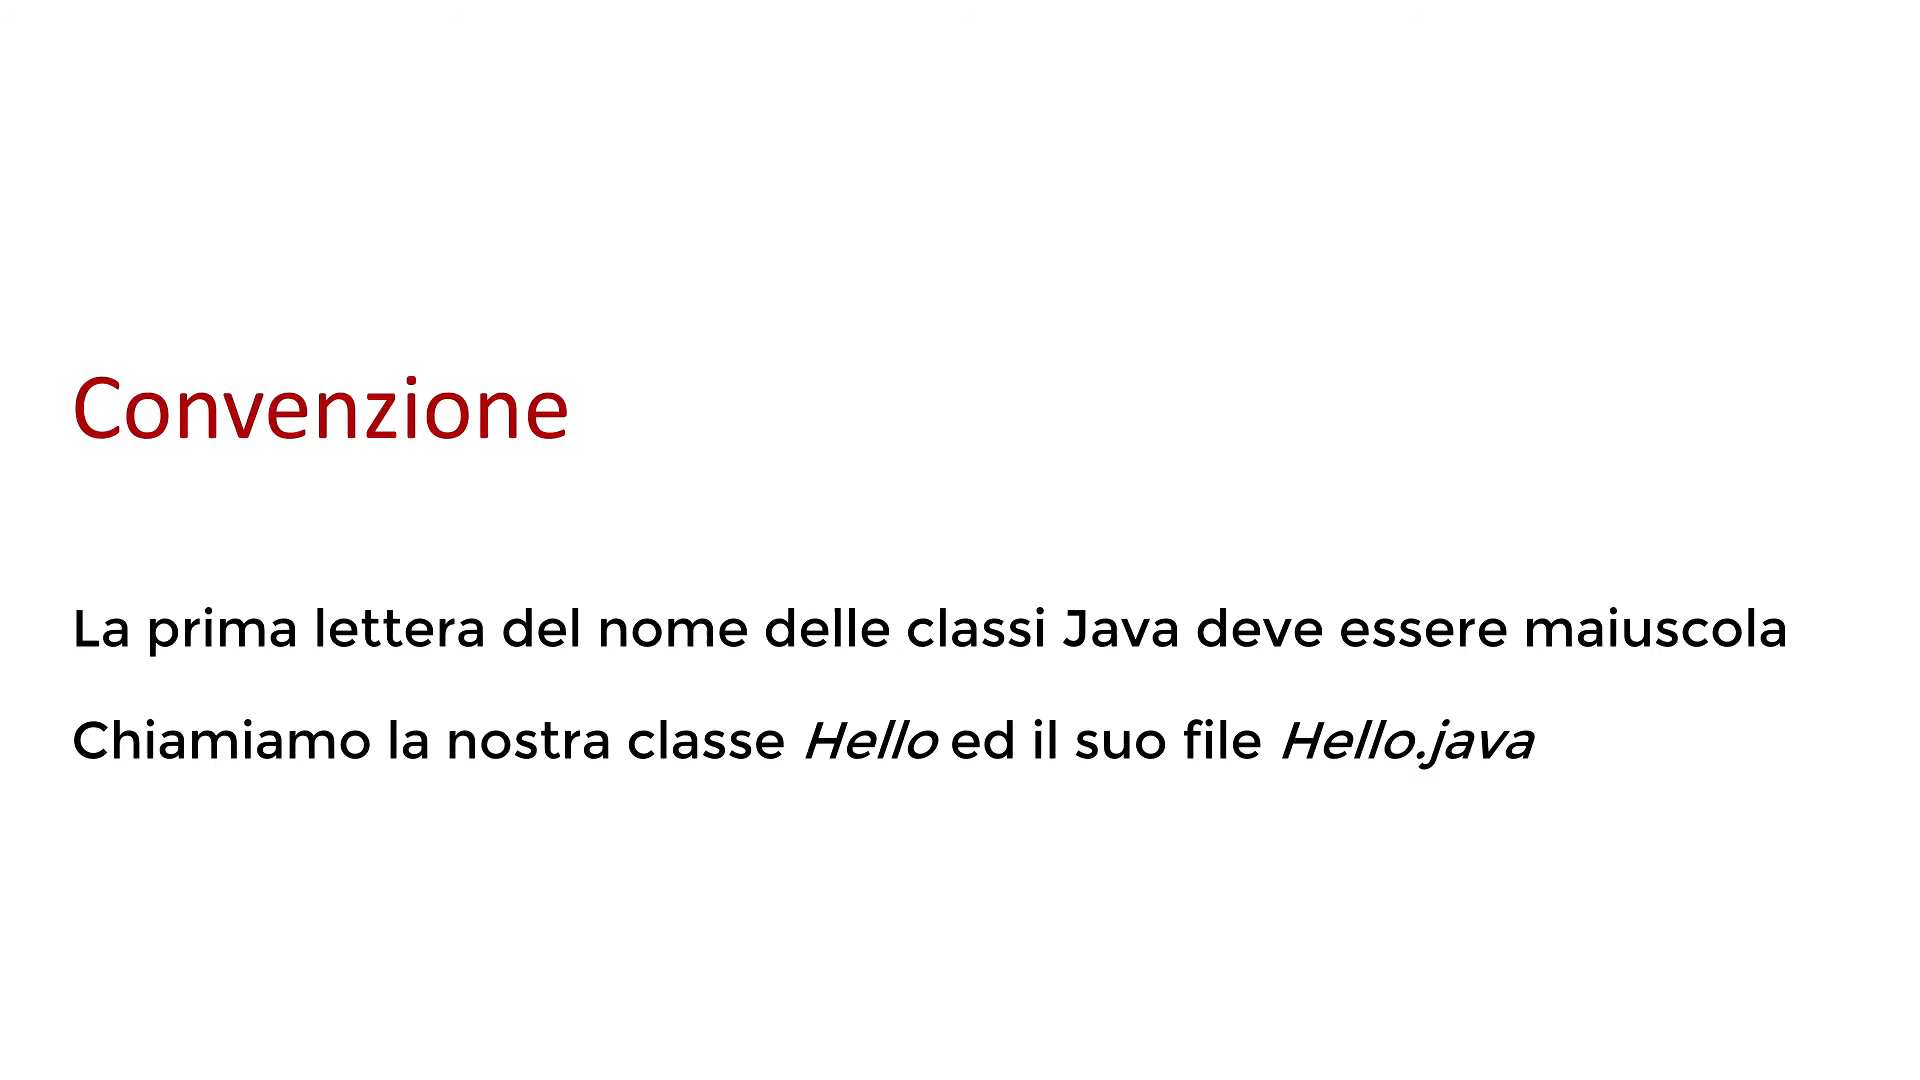 Convenzione
La prima lettera del nome delle classi Java deve essere maiuscola
Chiamiamo la nostra classe Hello ed il suo file Hello.java